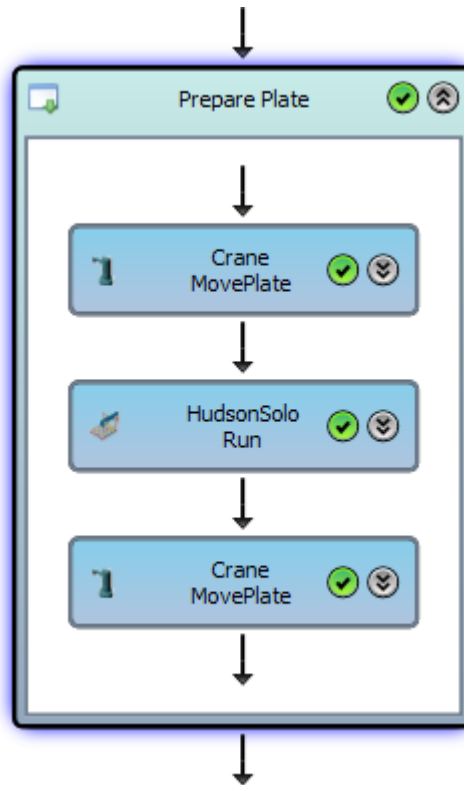 Prepare Plate
Crane
MovePlate
HudsonSolo
Run
Crane
MovePlate